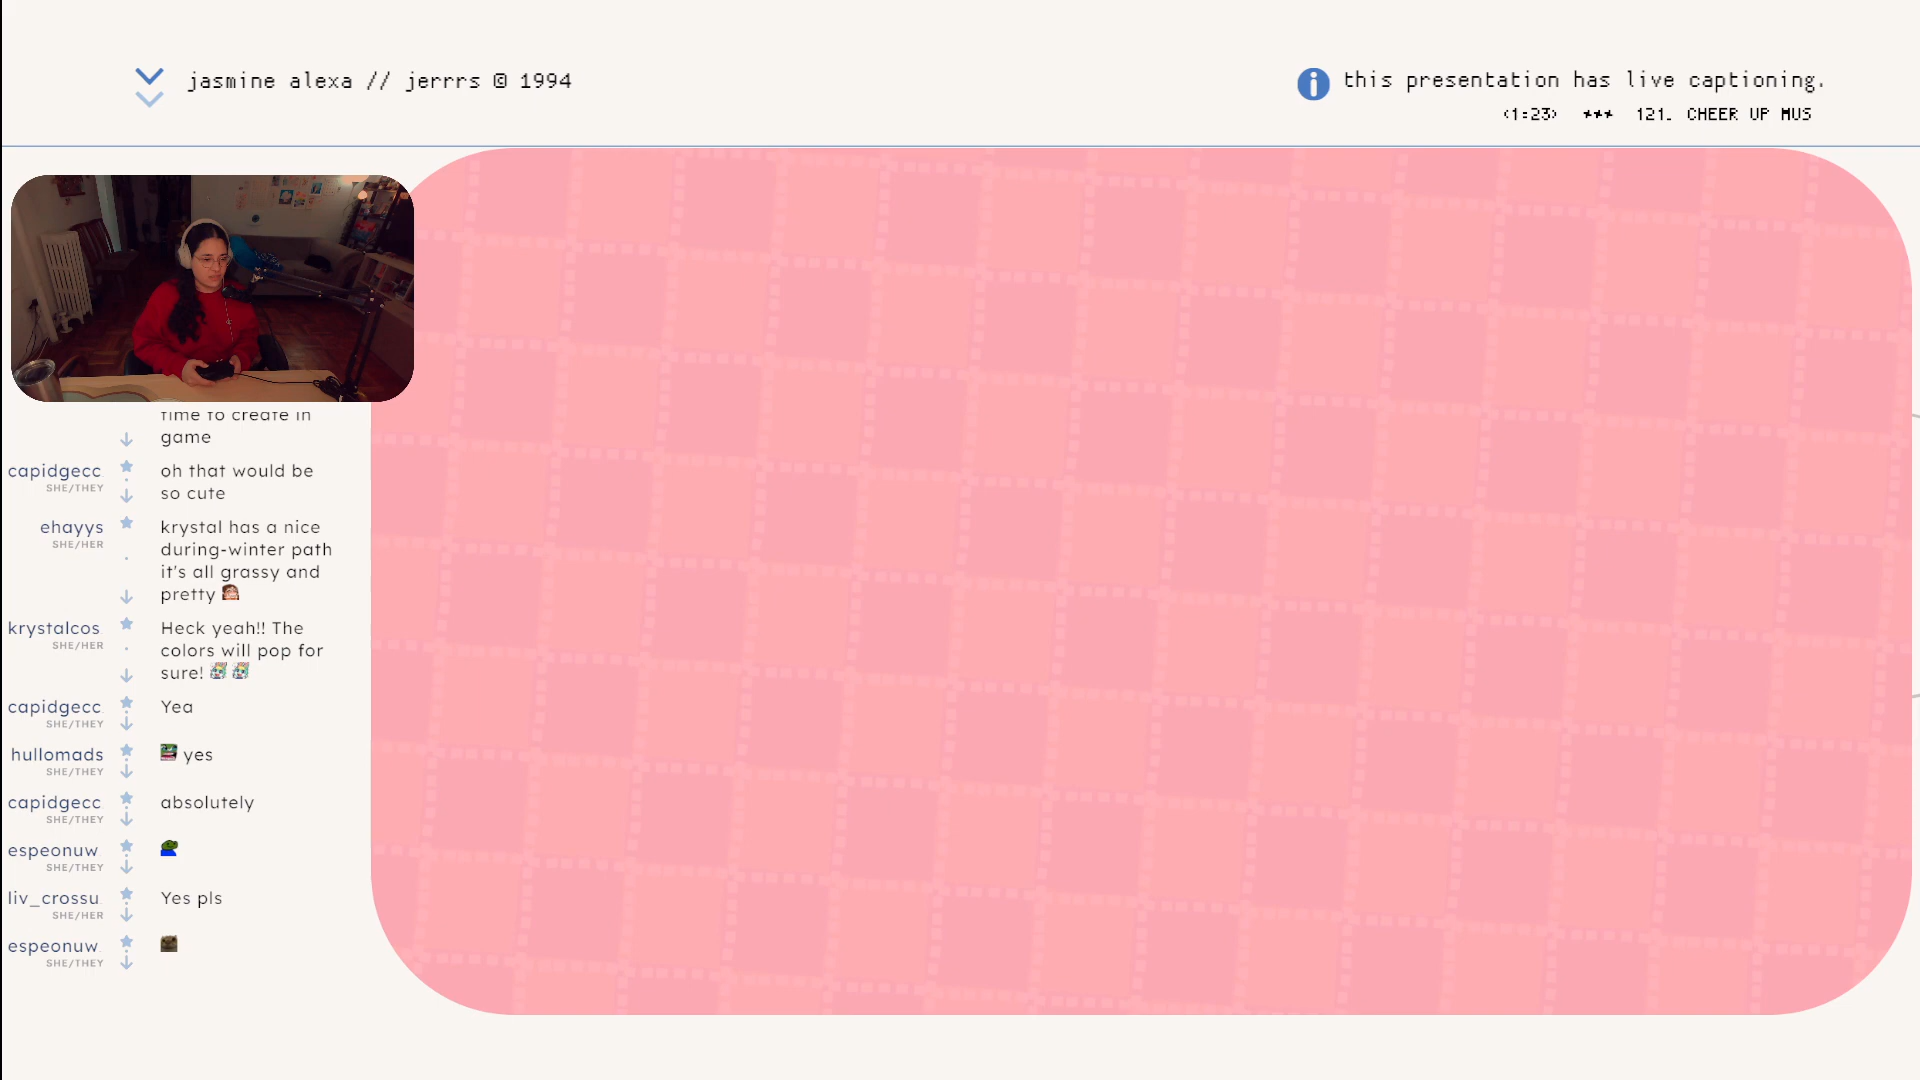 jasmine alexa // jerrrs © 1994
this presentation has live captioning.
<1:23> *** 121. CHEER UP MUS
time to create in
game
capidgecc
SHE/THEY
oh that would be
so cute
ehayys
SHE/HER
krystal has a nice
during-winter path
it's all grassy and
pretty
krystalcos
SHE/HER
Heck yeah!! The
colors will pop for
sure!
capidgecc
SHE/THEY
Yea
hullomads
SHE/THEY
yes
capidgecc
SHE/THEY
absolutely
espeonuw
SHE/THEY
liv_crossu
SHE/HER
Yes pls
espeonuw
SHE/THEY